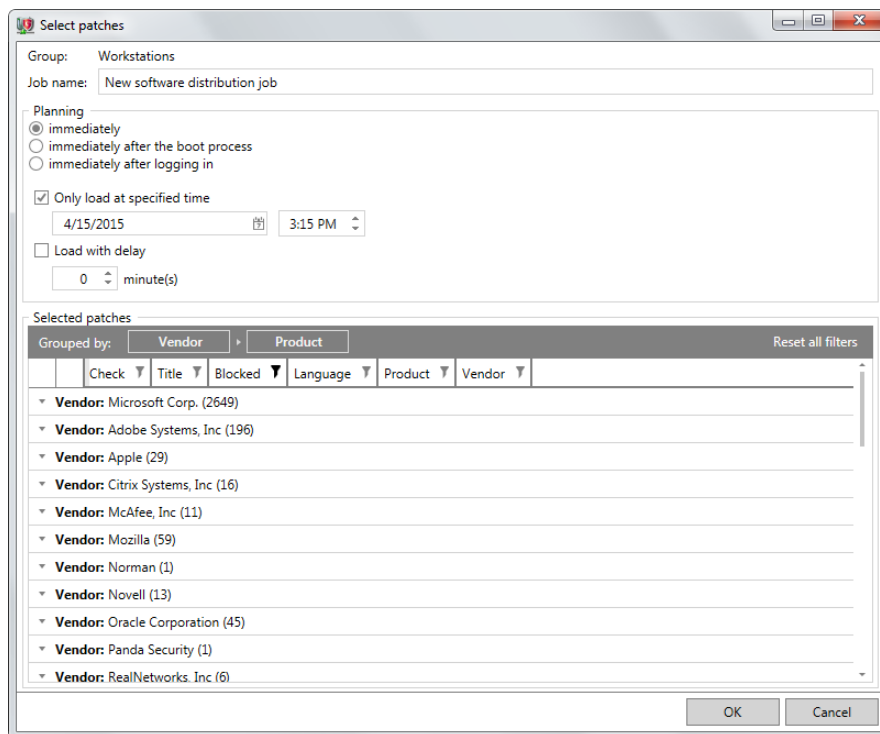 Select patches
Group: Workstations
Job name: New software distribution job
Planning
immediately
immediately after the boot process
immediately after logging in
Only load at specified time
4/15/2015 3:15 PM
Load with delay
0 minute(s)
Selected patches
Grouped by: Vendor Product Reset all filters
Check Title Blocked Language Product Vendor
Vendor: Microsoft Corp. (2649)
Vendor: Adobe Systems, Inc (196)
Vendor: Apple (29)
Vendor: Citrix Systems, Inc (16)
Vendor: McAfee, Inc (11)
Vendor: Mozilla (59)
Vendor: Norman (1)
Vendor: Novell (13)
Vendor: Oracle Corporation (45)
Vendor: Panda Security (1)
Vendor: RealNetworks, Inc (6)
OK Cancel